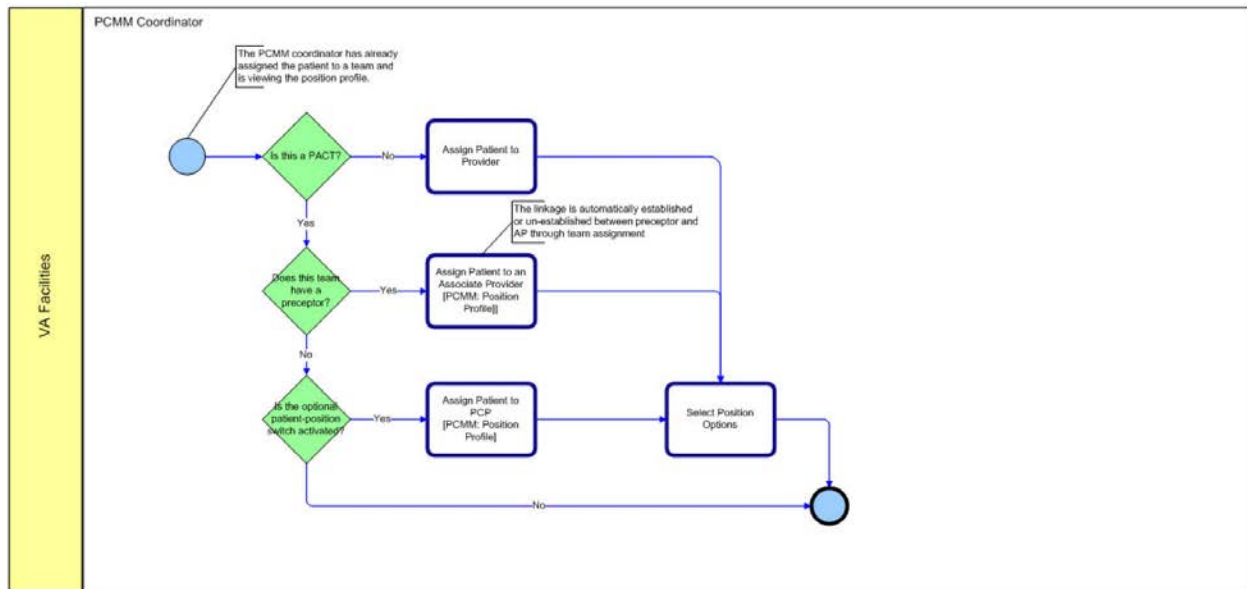 PCMM Coordinator
VA Facilities
The PCMM coordinator has already
assigned the patient to a team and
is viewing the position profile.
Is this a PACT?
No
Assign Patient to
Provider
Yes
The linkage is automatically established
or un-established between preceptor and
AP through team assignment
Does this team
have a
preceptor?
Yes
Assign Patient to an
Associate Provider
[PCMM: Position
Profile]]
No
Is the optional
patient-position
switch activated?
Yes
Assign Patient to
PCP
[PCMM: Position
Profile]
Select Position
Options
No